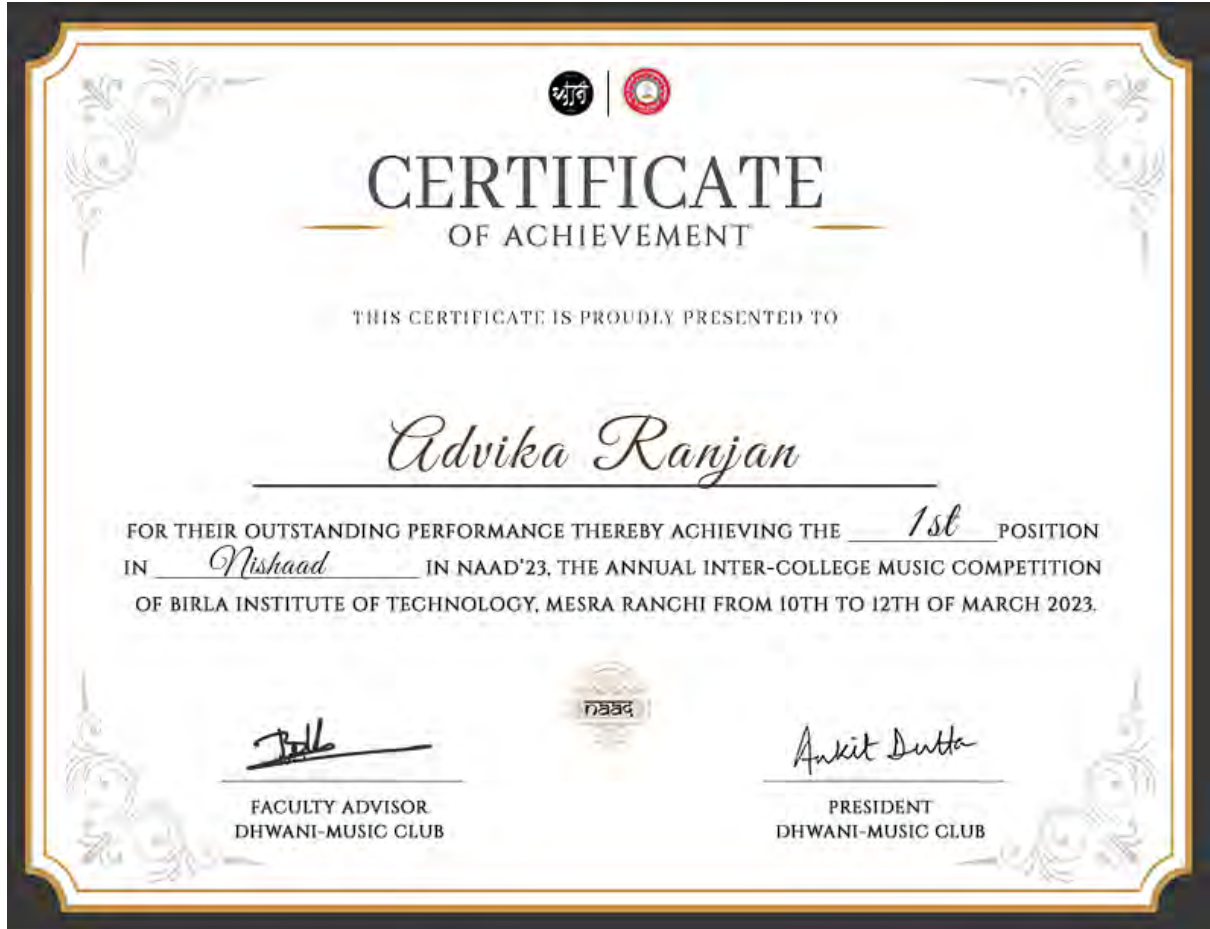 ध्वनि
CERTIFICATE
OF ACHIEVEMENT
THIS CERTIFICATE IS PROUDLY PRESENTED TO
Advika Ranjan
FOR THEIR OUTSTANDING PERFORMANCE THEREBY ACHIEVING THE 1st POSITION
IN Nishaad IN NAAD'23, THE ANNUAL INTER-COLLEGE MUSIC COMPETITION
OF BIRLA INSTITUTE OF TECHNOLOGY, MESRA RANCHI FROM 10TH TO 12TH OF MARCH 2023.
naad
Ankit Dutta
FACULTY ADVISOR PRESIDENT
DHWANI-MUSIC CLUB DHWANI-MUSIC CLUB